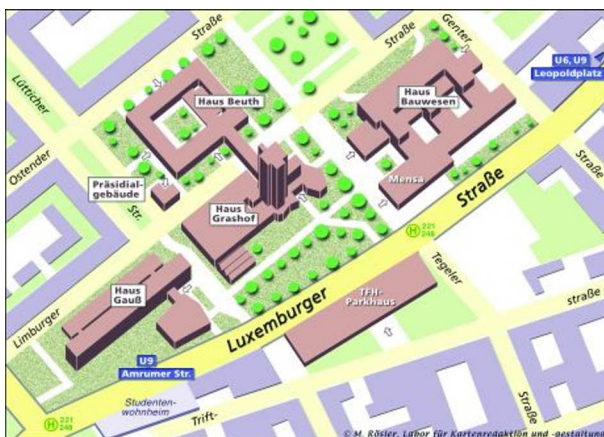 Straße
Straße
Genter
U6, U9
Leopoldplatz
Lütticher
Haus Beuth
Haus
Bauwesen
Ostender
Str.
Präsidial-
gebäude
Mensa
Straße
Straße
Haus
Grashof
H 221
248
Haus
Gauß
Tegeler
TFH-
Parkhaus
straße
Limburger
Luxemburger
U9
Amrumer Str.
Studenten-
wohnheim
H 221
248
Trift-
Straße
© M. Rösler, Labor für Kartenredaktion und -gestaltung